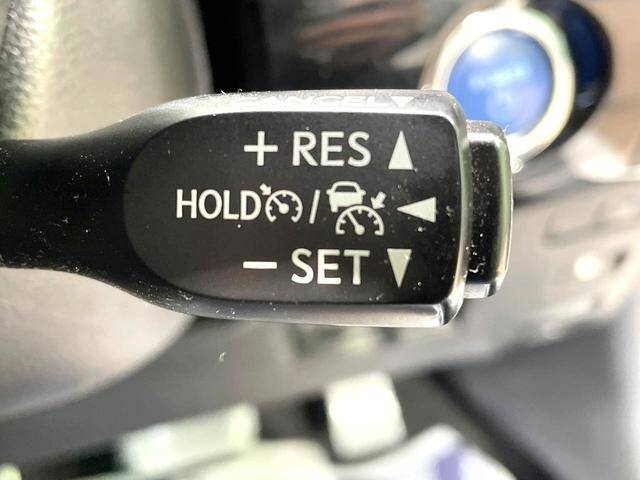 CANCEL▼
+ RES ▲
HOLD / ◀
− SET ▼